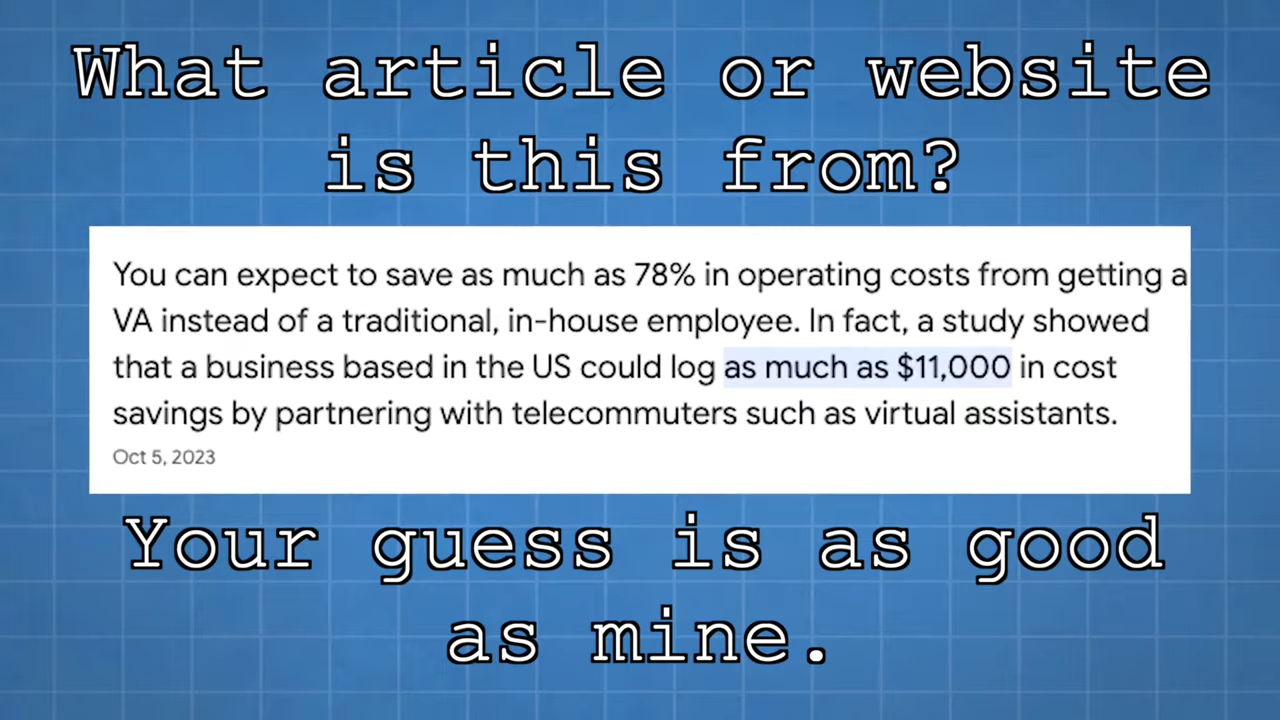 What article or website
is this from?
You can expect to save as much as 78% in operating costs from getting a
VA instead of a traditional, in-house employee. In fact, a study showed
that a business based in the US could log as much as $11,000 in cost
savings by partnering with telecommuters such as virtual assistants.
Oct 5, 2023
Your guess is as good
as mine.